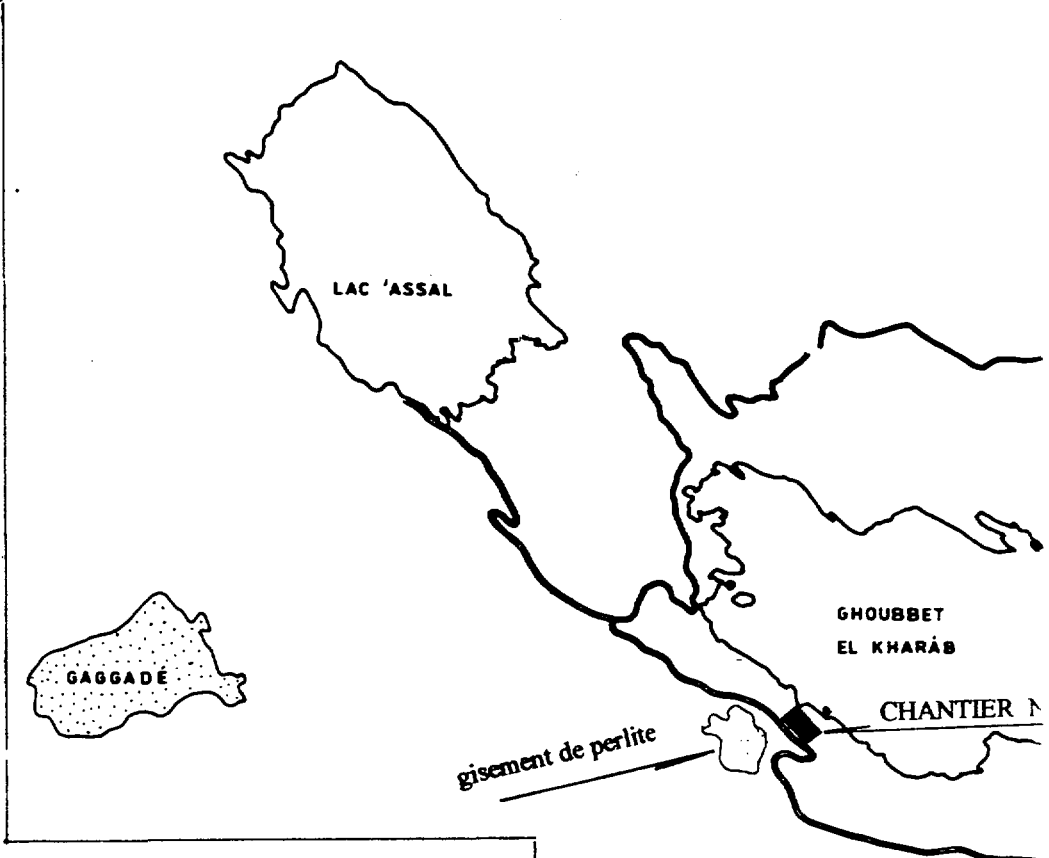 LAC 'ASSAL
GHOUBBET
EL KHARÂB
GAGGADÉ
CHANTIER
gisement de perlite